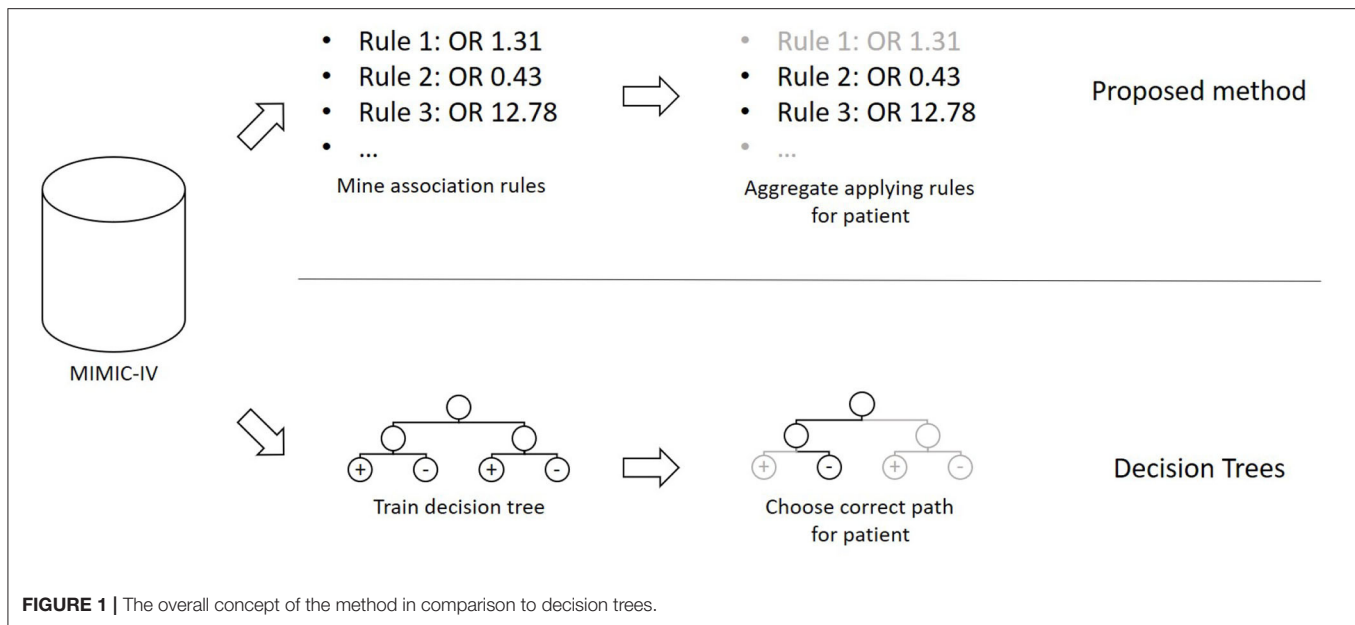 • Rule 1: OR 1.31
• Rule 2: OR 0.43
• Rule 3: OR 12.78
• ...
Mine association rules
• Rule 1: OR 1.31
• Rule 2: OR 0.43
• Rule 3: OR 12.78
• ...
Aggregate applying rules
for patient
Proposed method
MIMIC-IV
+ - + -
Train decision tree
+ - + -
Choose correct path
for patient
Decision Trees
FIGURE 1 | The overall concept of the method in comparison to decision trees.